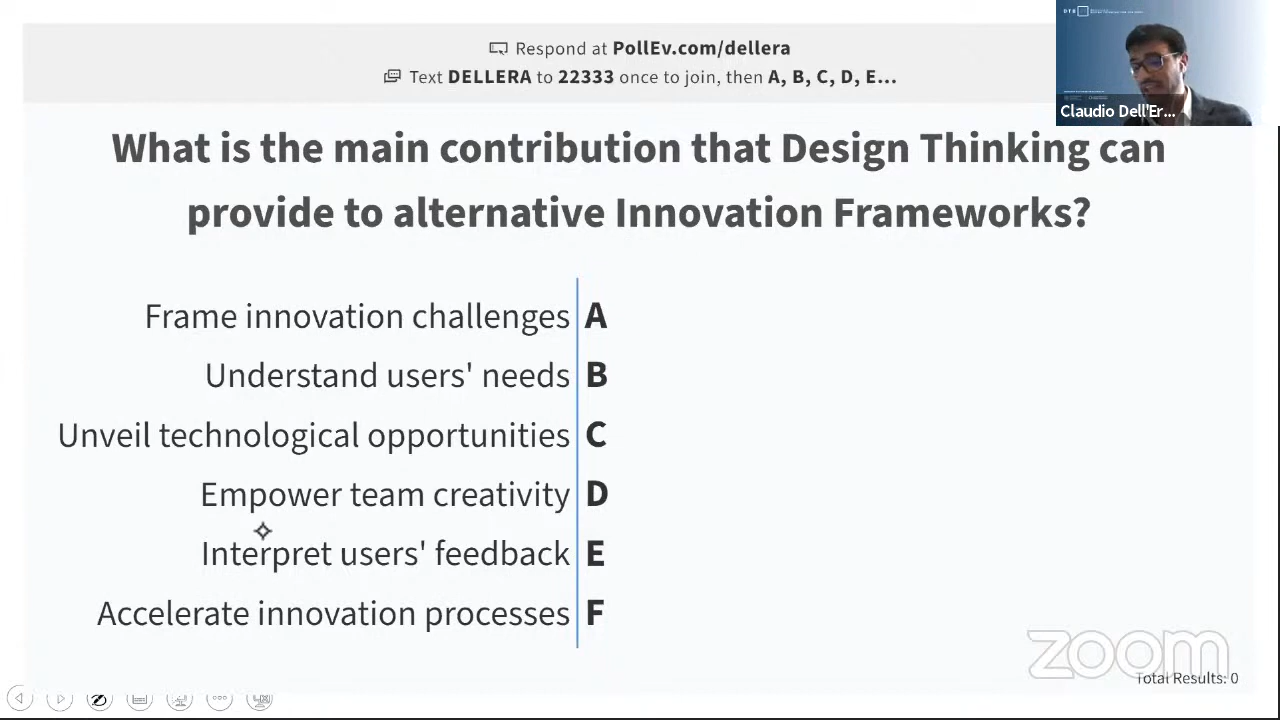 Respond at PollEv.com/dellera
Text DELLERA to 22333 once to join, then A, B, C, D, E...
Claudio Dell'Er...
What is the main contribution that Design Thinking can
provide to alternative Innovation Frameworks?
Frame innovation challenges A
Understand users' needs B
Unveil technological opportunities C
Empower team creativity D
Interpret users' feedback E
Accelerate innovation processes F
zoom
Total Results: 0